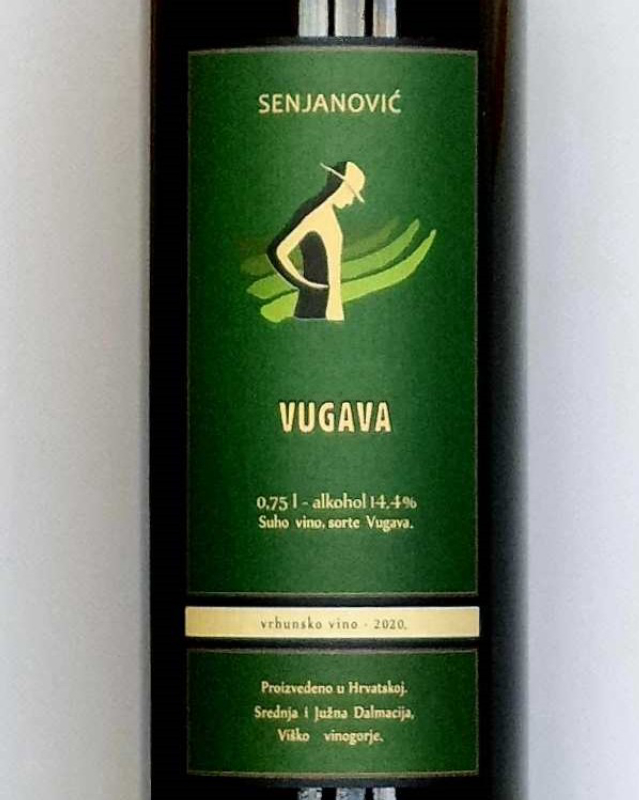 SENJANOVIĆ
VUGAVA
0,75 l - alkohol 14,4%
Suho vino, sorte Vugava.
vrhunsko vino - 2020.
Proizvedeno u Hrvatskoj.
Srednja i Južna Dalmacija,
Viško vinogorje.